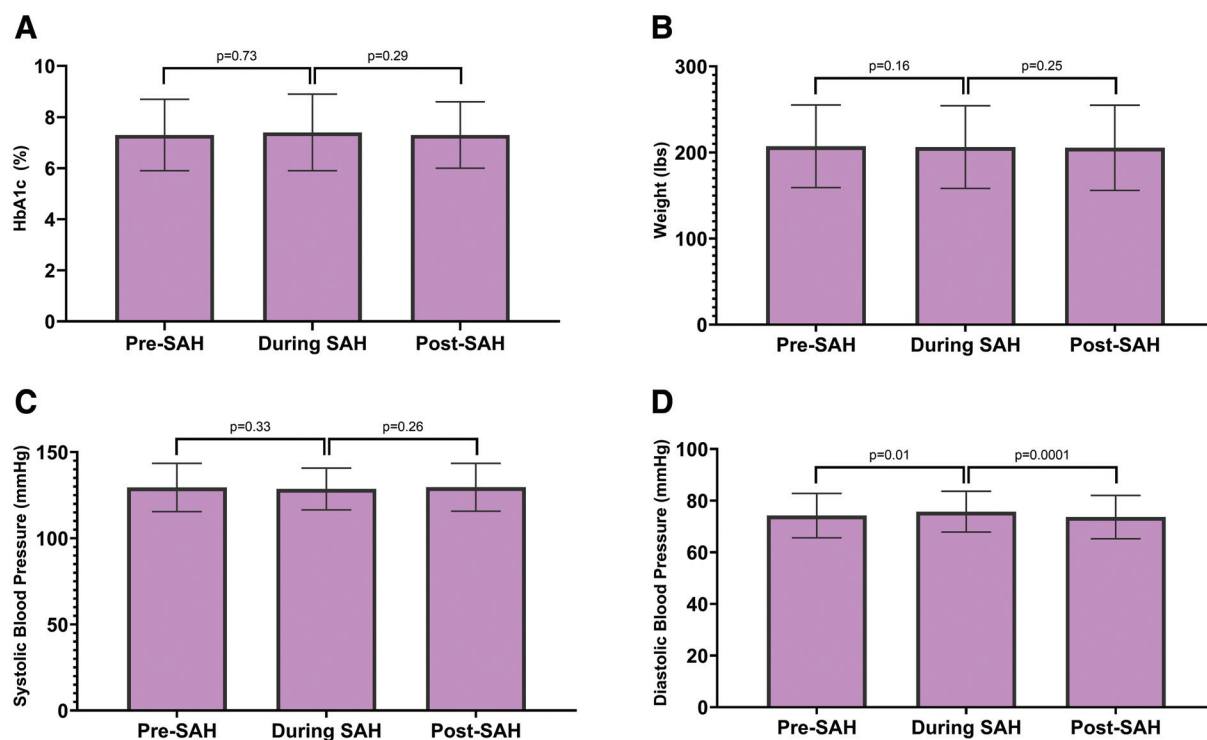 A
p=0.73
p=0.29
10
8
6
4
2
0
HbA1c (%)
Pre-SAH
During SAH
Post-SAH
B
p=0.16
p=0.25
300
200
100
0
Weight (lbs)
Pre-SAH
During SAH
Post-SAH
C
p=0.33
p=0.26
150
100
50
0
Systolic Blood Pressure (mmHg)
Pre-SAH
During SAH
Post-SAH
D
p=0.01
p=0.0001
100
80
60
40
20
0
Diastolic Blood Pressure (mmHg)
Pre-SAH
During SAH
Post-SAH